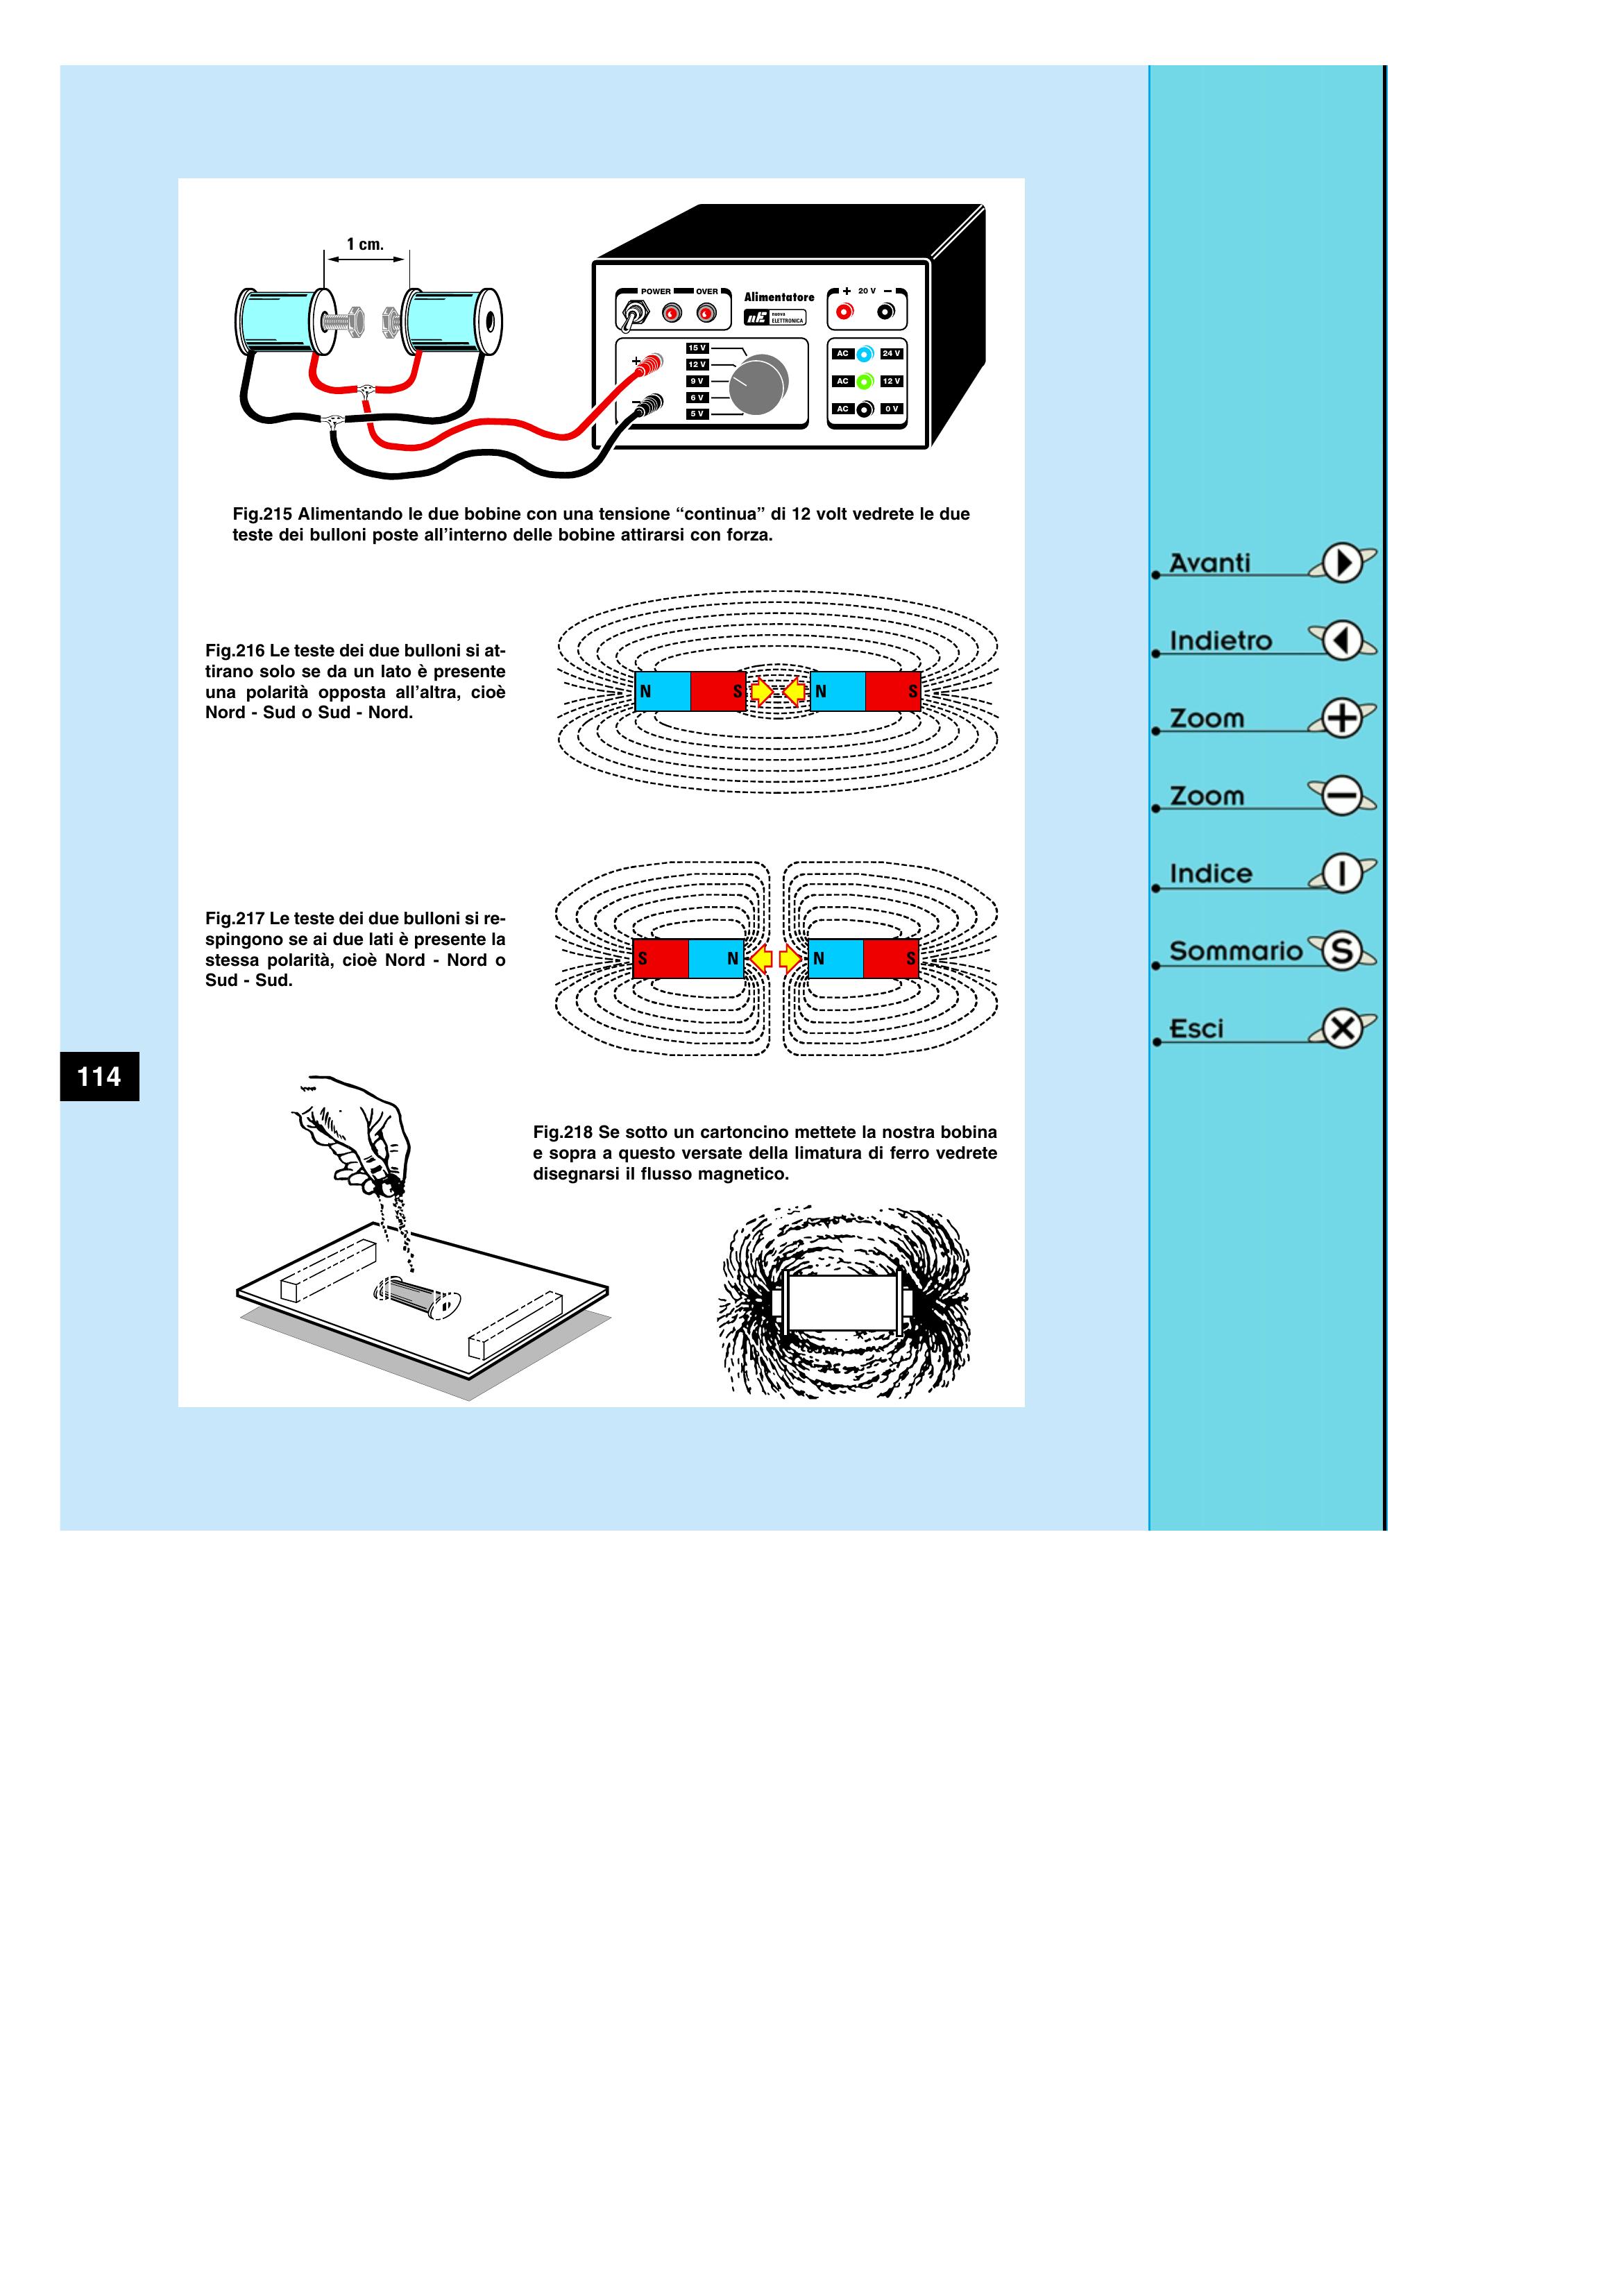 1 cm.
POWER OVER
Alimentatore
nE nuova
ELETTRONICA
+ 20 V –
+
–
15 V
12 V
9 V
6 V
5 V
AC 24 V
AC 12 V
AC 0 V
Fig.215 Alimentando le due bobine con una tensione “continua” di 12 volt vedrete le due
teste dei bulloni poste all’interno delle bobine attirarsi con forza.
Fig.216 Le teste dei due bulloni si at-
tirano solo se da un lato è presente
una polarità opposta all’altra, cioè
Nord - Sud o Sud - Nord.
N S N S
Fig.217 Le teste dei due bulloni si re-
spingono se ai due lati è presente la
stessa polarità, cioè Nord - Nord o
Sud - Sud.
S N N S
114
Fig.218 Se sotto un cartoncino mettete la nostra bobina
e sopra a questo versate della limatura di ferro vedrete
disegnarsi il flusso magnetico.
Avanti
Indietro
Zoom
Zoom
Indice
Sommario S
Esci